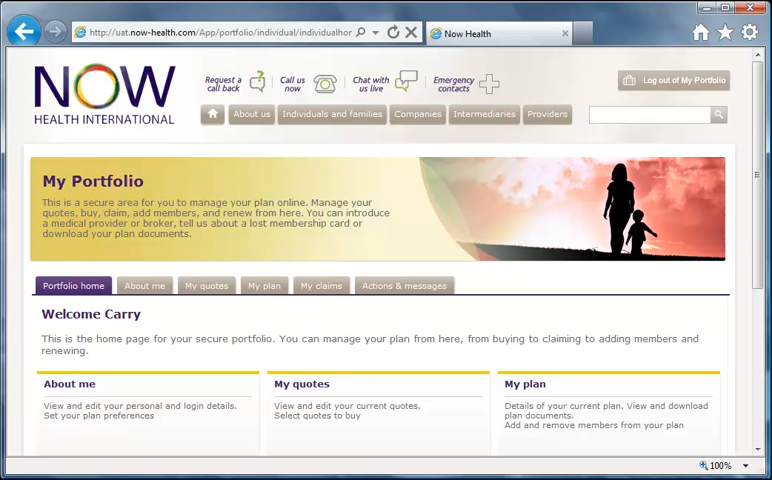 http://uat.now-health.com/App/portfolio/individual/individualhor
Now Health
NOW
HEALTH INTERNATIONAL
Request a
call back
Call us
now
Chat with
us live
Emergency
contacts
Log out of My Portfolio
About us
Individuals and families
Companies
Intermediaries
Providers
My Portfolio
This is a secure area for you to manage your plan online. Manage your
quotes, buy, claim, add members, and renew from here. You can introduce
a medical provider or broker, tell us about a lost membership card or
download your plan documents.
Portfolio home
About me
My quotes
My plan
My claims
Actions & messages
Welcome Carry
This is the home page for your secure portfolio. You can manage your plan from here, from buying to claiming to adding members and
renewing.
About me
View and edit your personal and login details.
Set your plan preferences
My quotes
View and edit your current quotes.
Select quotes to buy
My plan
Details of your current plan. View and download
plan documents.
Add and remove members from your plan
100%